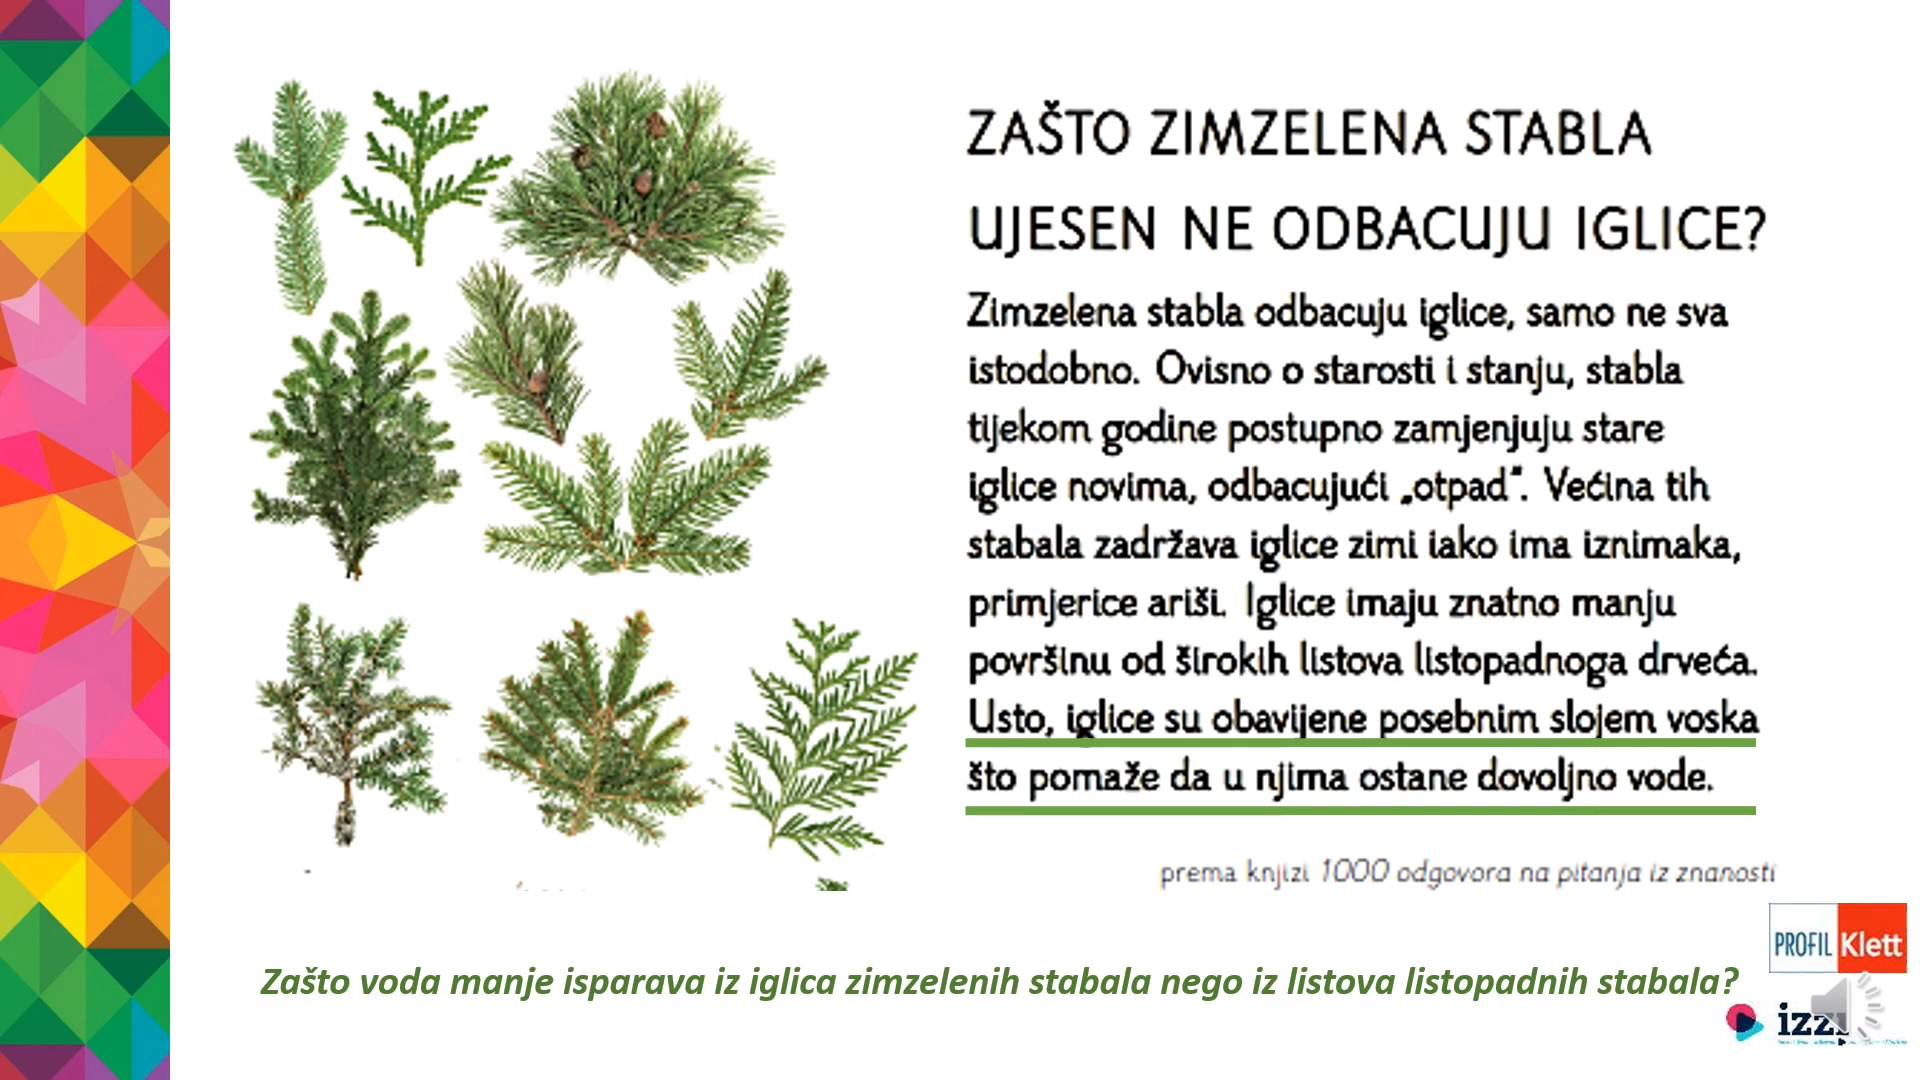 ZAŠTO ZIMZELENA STABLA
UJESEN NE ODBACUJU IGLICE?
Zimzelena stabla odbacuju iglice, samo ne sva
istodobno. Ovisno o starosti i stanju, stabla
tijekom godine postupno zamjenjuju stare
iglice novima, odbacujući „otpad“. Većina tih
stabala zadržava iglice zimi iako ima iznimaka,
primjerice ariši. Iglice imaju znatno manju
površinu od širokih listova listopadnoga drveća.
Usto, iglice su obavijene posebnim slojem voska
što pomaže da u njima ostane dovoljno vode.
prema knjizi 1000 odgovora na pitanja iz znanosti
PROFIL Klett
Zašto voda manje isparava iz iglica zimzelenih stabala nego iz listova listopadnih stabala?
izzi